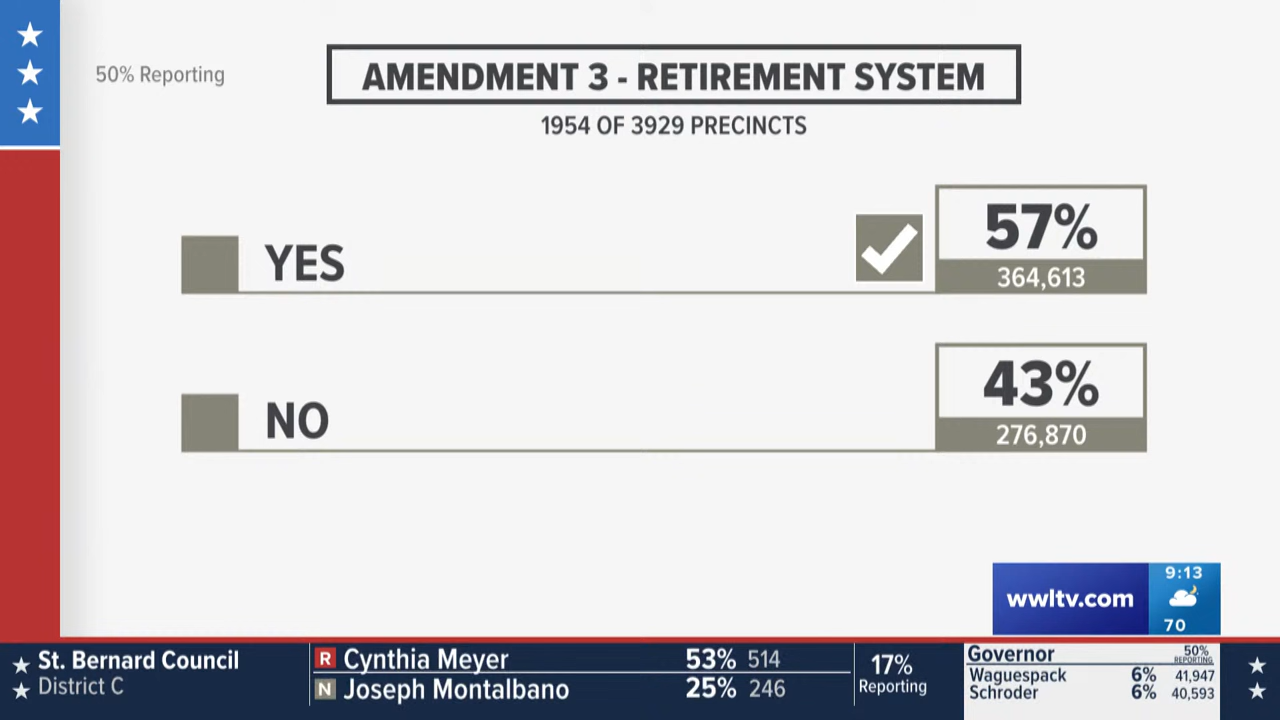 50% Reporting
AMENDMENT 3 - RETIREMENT SYSTEM
1954 OF 3929 PRECINCTS
YES
57%
364,613
NO
43%
276,870
wwltv.com
9:13
70
St. Bernard Council
District C
R Cynthia Meyer 53% 514
N Joseph Montalbano 25% 246
17%
Reporting
Governor
50%
REPORTING
Waguespack 6% 41,947
Schroder 6% 40,593